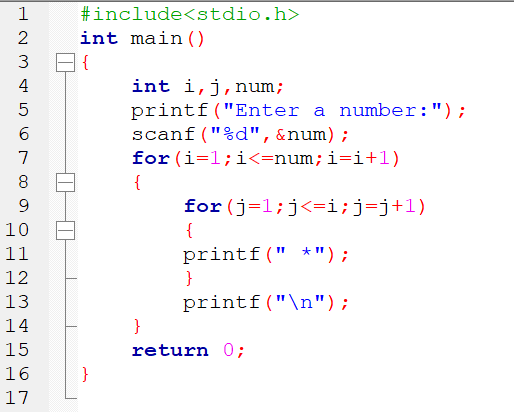 1 #include<stdio.h>
2 int main()
3 {
4 int i,j,num;
5 printf("Enter a number:");
6 scanf("%d",&num);
7 for(i=1;i<=num;i=i+1)
8 {
9 for(j=1;j<=i;j=j+1)
10 {
11 printf(" *");
12 }
13 printf("\n");
14 }
15 return 0;
16 }
17